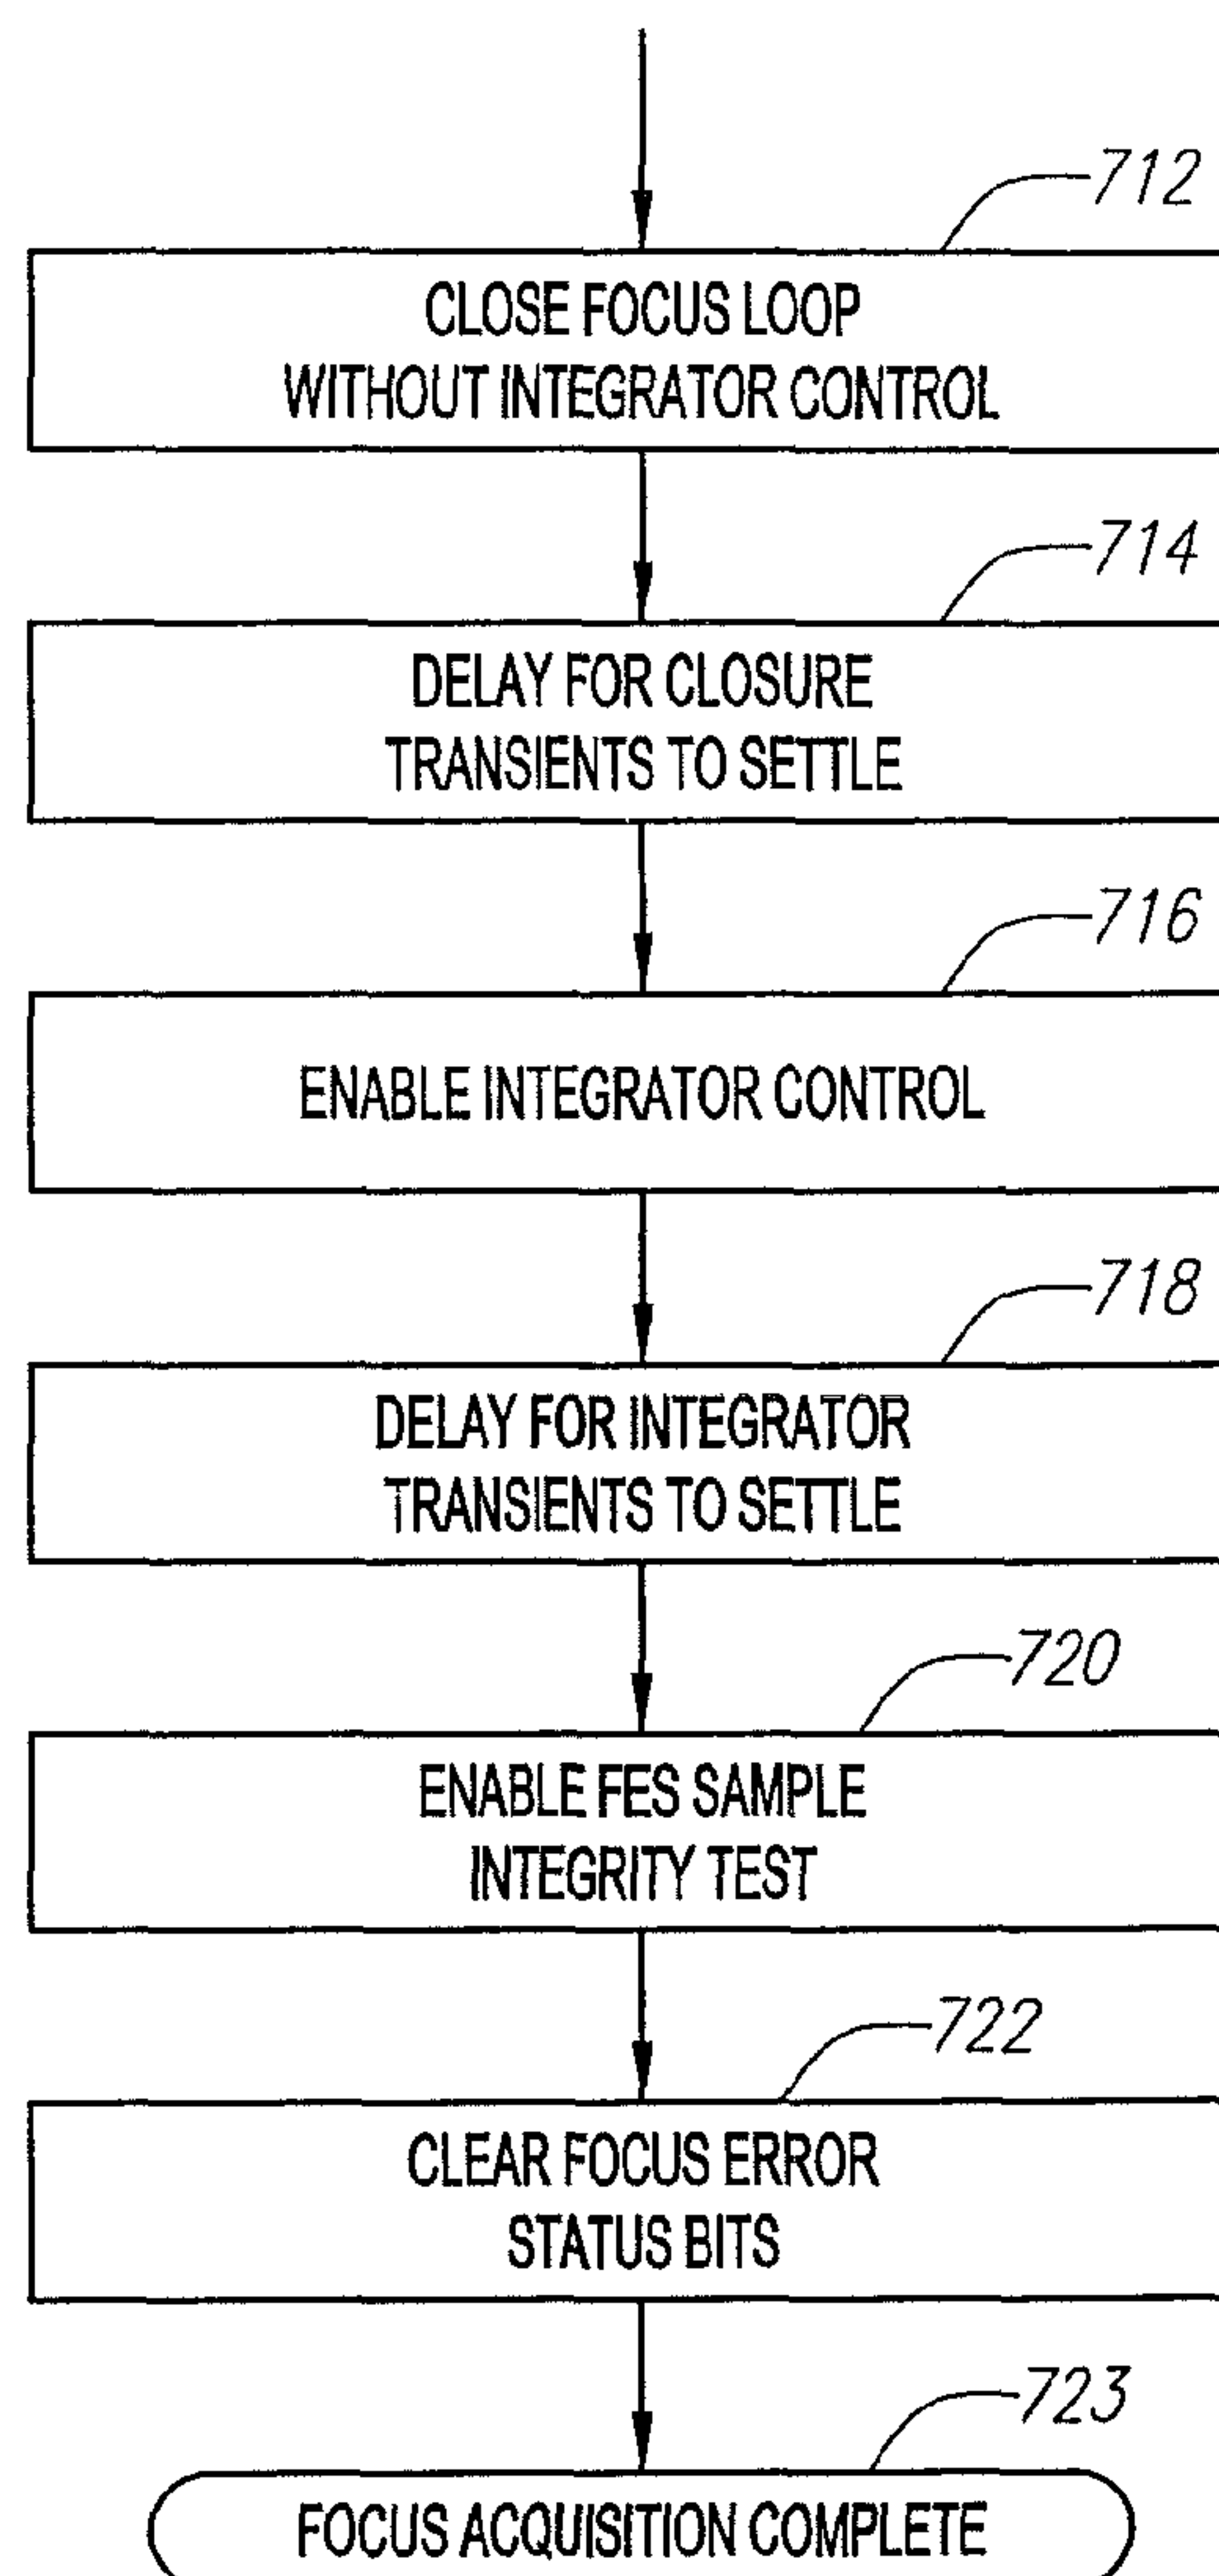 712
CLOSE FOCUS LOOP
WITHOUT INTEGRATOR CONTROL
714
DELAY FOR CLOSURE
TRANSIENTS TO SETTLE
716
ENABLE INTEGRATOR CONTROL
718
DELAY FOR INTEGRATOR
TRANSIENTS TO SETTLE
720
ENABLE FES SAMPLE
INTEGRITY TEST
722
CLEAR FOCUS ERROR
STATUS BITS
723
FOCUS ACQUISITION COMPLETE